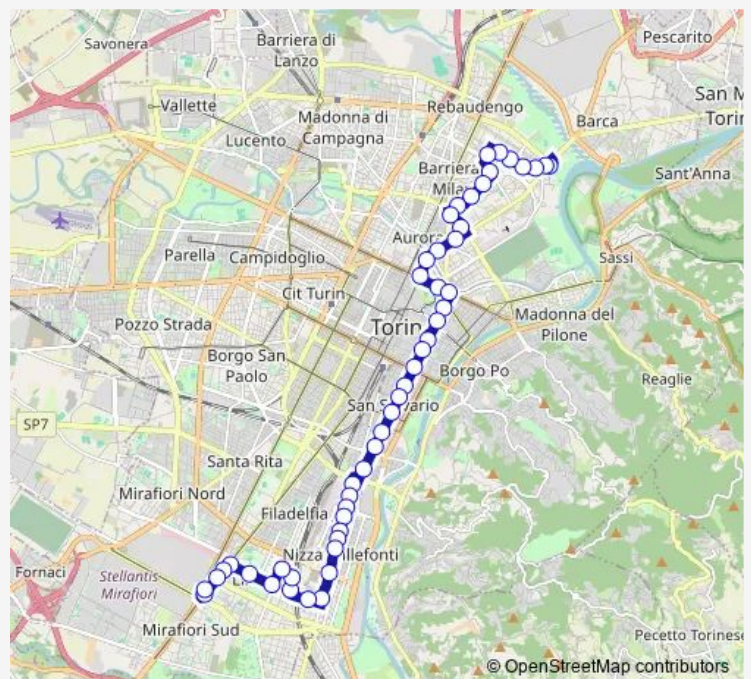 Savonera
Barriera di
Lanzo
Pescarito
Vallette
Madonna di
Campagna
Rebaudengo
San M
Torin
Barca
Lucento
Barriera
Mila
Sant'Anna
Aurora
Parella
Campidoglio
Sassi
Cit Turin
Pozzo Strada
Torin
Madonna del
Pilone
Borgo San
Paolo
Borgo Po
Reaglie
San S vario
SP7
Santa Rita
Mirafiori Nord
Filadelfia
Nizza llefonti
Fornaci
Stellantis
Mirafiori
Mirafiori Sud
Pecetto Torinese
© OpenStreetMap contributors